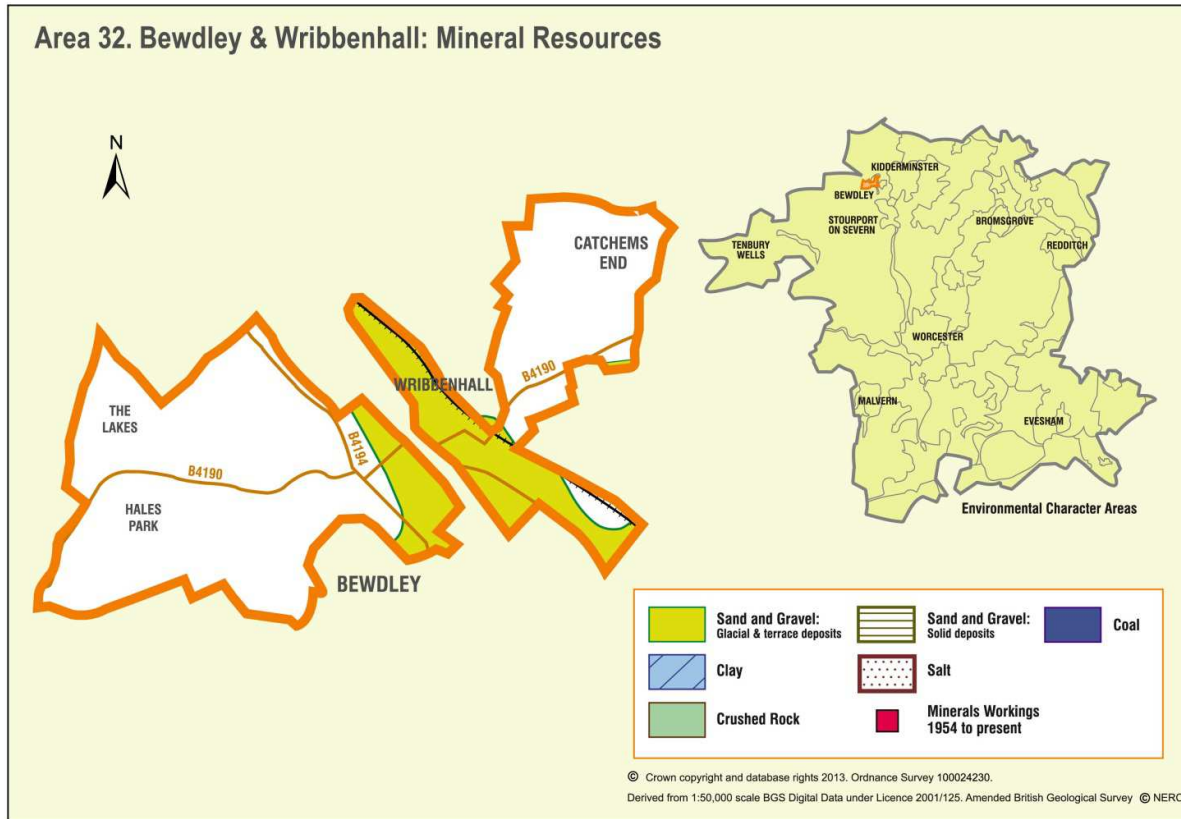 Area 32. Bewdley & Wribbenhall: Mineral Resources
N
CATCHEMS
END
WRIBBENHALL
B4190
THE
LAKES
B4194
B4190
HALES
PARK
BEWDLEY
KIDDERMINSTER
BEWDLEY
STOURPORT
ON SEVERN
BROMSGROVE
REDDITCH
TENBURY
WELLS
WORCESTER
MALVERN
EVESHAM
Environmental Character Areas
Sand and Gravel:
Glacial & terrace deposits
Sand and Gravel:
Solid deposits
Coal
Clay
Salt
Crushed Rock
Minerals Workings
1954 to present
© Crown copyright and database rights 2013. Ordnance Survey 100024230.
Derived from 1:50,000 scale BGS Digital Data under Licence 2001/125. Amended British Geological Survey © NERC